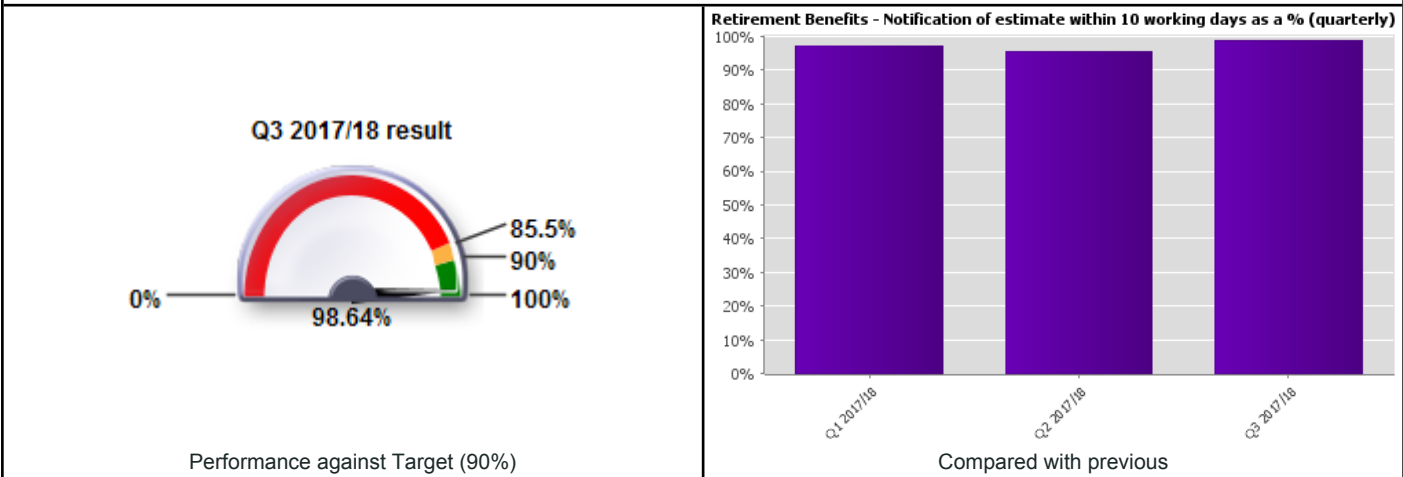 Q3 2017/18 result
85.5%
90%
0%
100%
98.64%
Performance against Target (90%)
Retirement Benefits - Notification of estimate within 10 working days as a % (quarterly)
100%
90%
80%
70%
60%
50%
40%
30%
20%
10%
0%
Q1 2017/18
Q2 2017/18
Q3 2017/18
Compared with previous